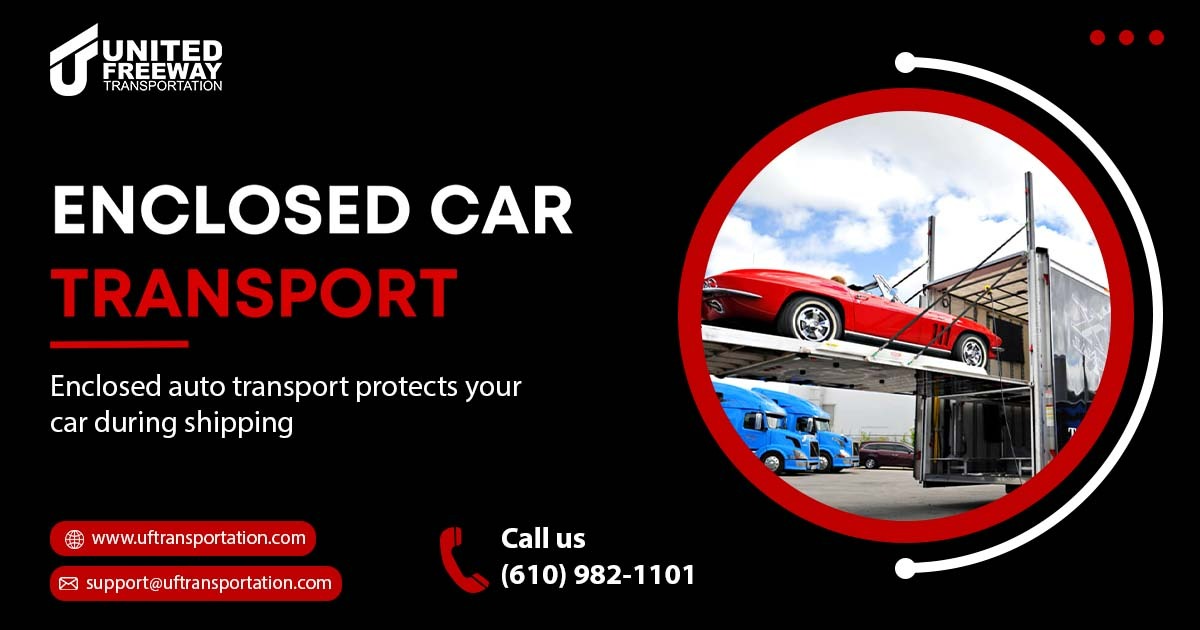 UNITED
FREEWAY
TRANSPORTATION
ENCLOSED CAR
TRANSPORT
Enclosed auto transport protects your
car during shipping
www.uftransportation.com
support@uftransportation.com
Call us
(610) 982-1101